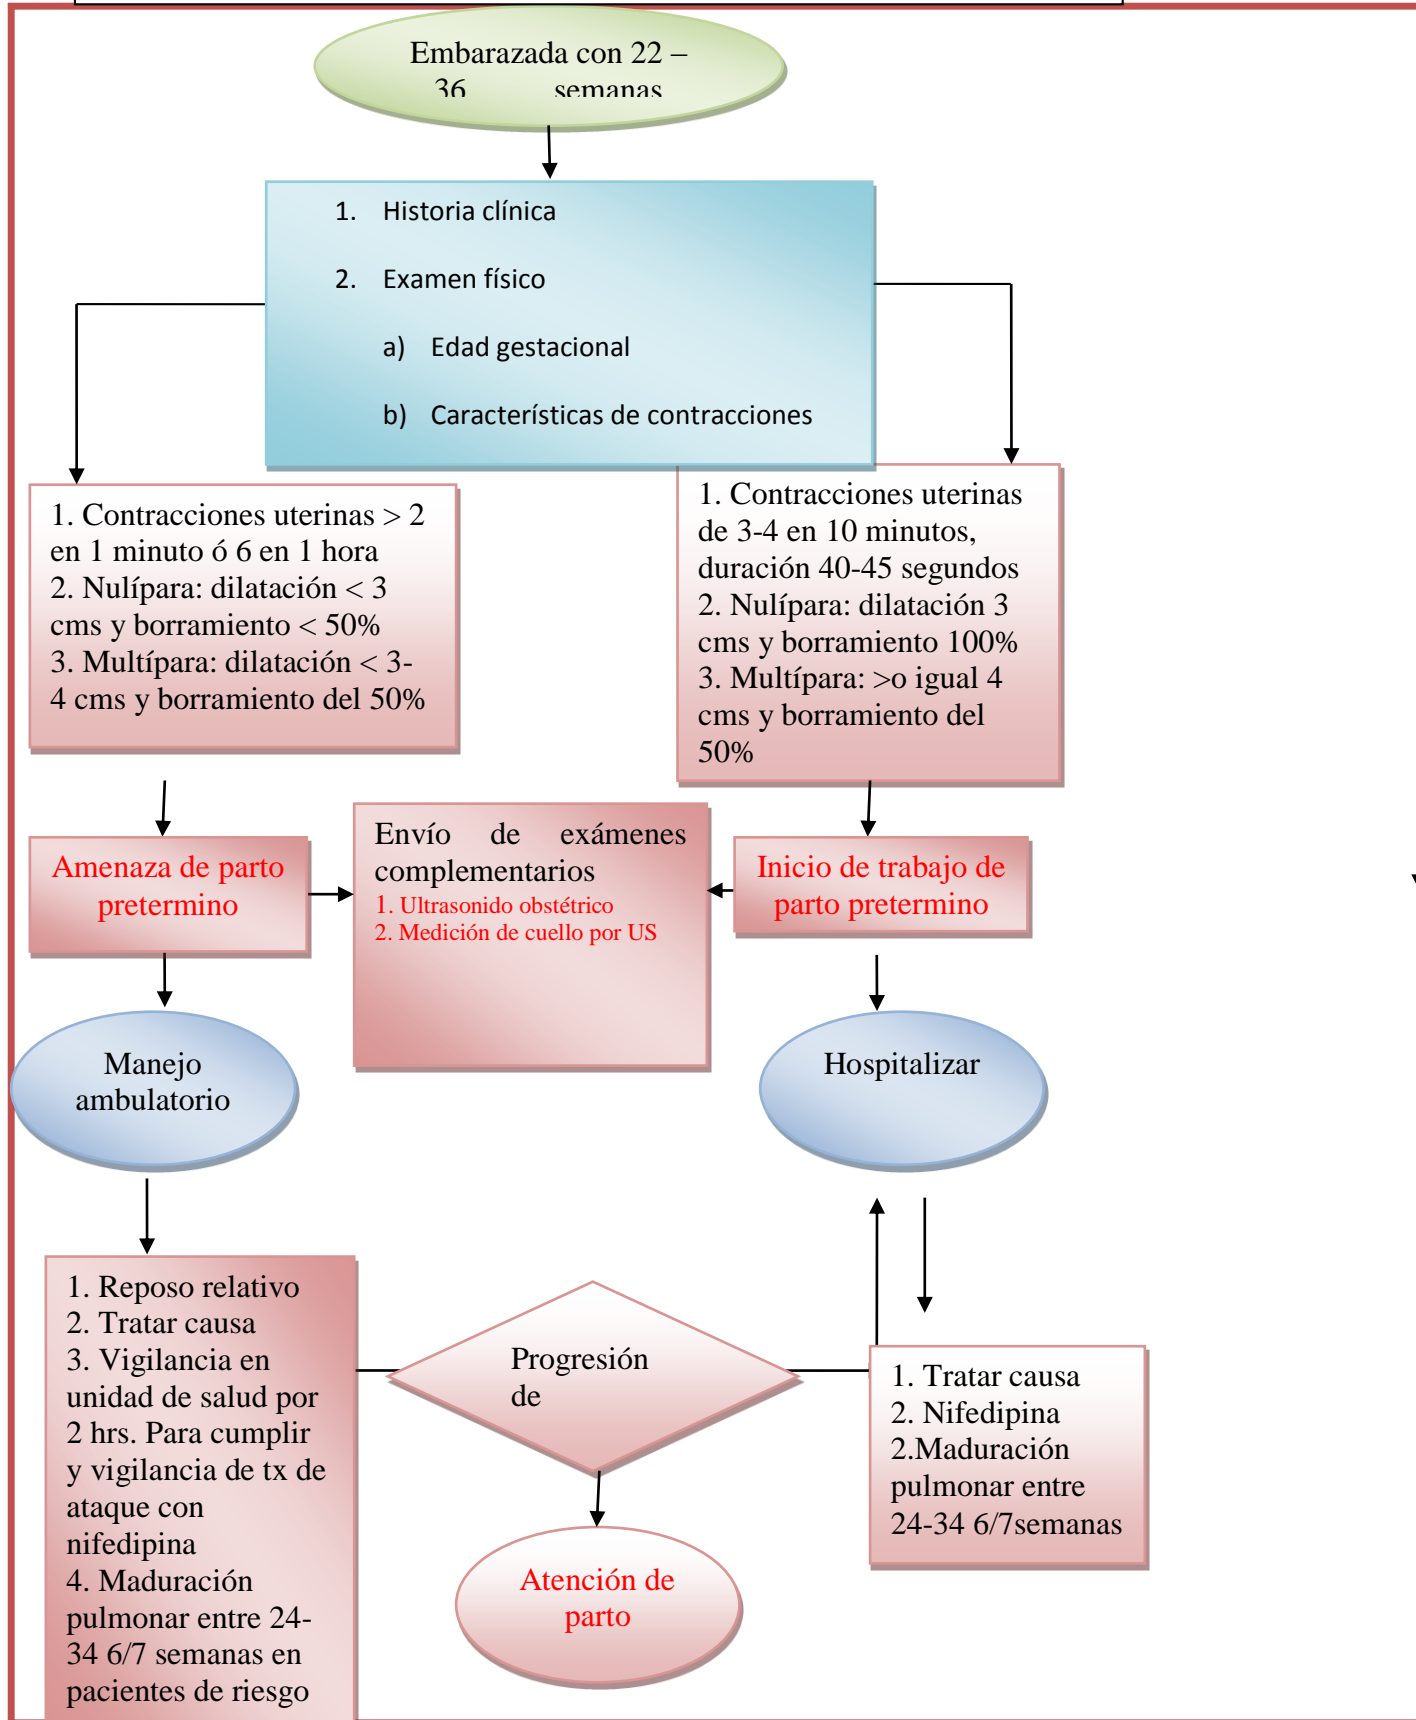 Embarazada con 22 –
36 semanas
1. Historia clínica
2. Examen físico
a) Edad gestacional
b) Características de contracciones
1. Contracciones uterinas > 2
en 1 minuto ó 6 en 1 hora
2. Nulípara: dilatación < 3
cms y borramiento < 50%
3. Multípara: dilatación < 3-
4 cms y borramiento del 50%
1. Contracciones uterinas
de 3-4 en 10 minutos,
duración 40-45 segundos
2. Nulípara: dilatación 3
cms y borramiento 100%
3. Multípara: >o igual 4
cms y borramiento del
50%
Amenaza de parto
pretermino
Envío de exámenes
complementarios
1. Ultrasonido obstétrico
2. Medición de cuello por US
Inicio de trabajo de
parto pretermino
Manejo
ambulatorio
Hospitalizar
1. Reposo relativo
2. Tratar causa
3. Vigilancia en
unidad de salud por
2 hrs. Para cumplir
y vigilancia de tx de
ataque con
nifedipina
4. Maduración
pulmonar entre 24-
34 6/7 semanas en
pacientes de riesgo
Progresión
de
1. Tratar causa
2. Nifedipina
2.Maduración
pulmonar entre
24-34 6/7semanas
Atención de
parto